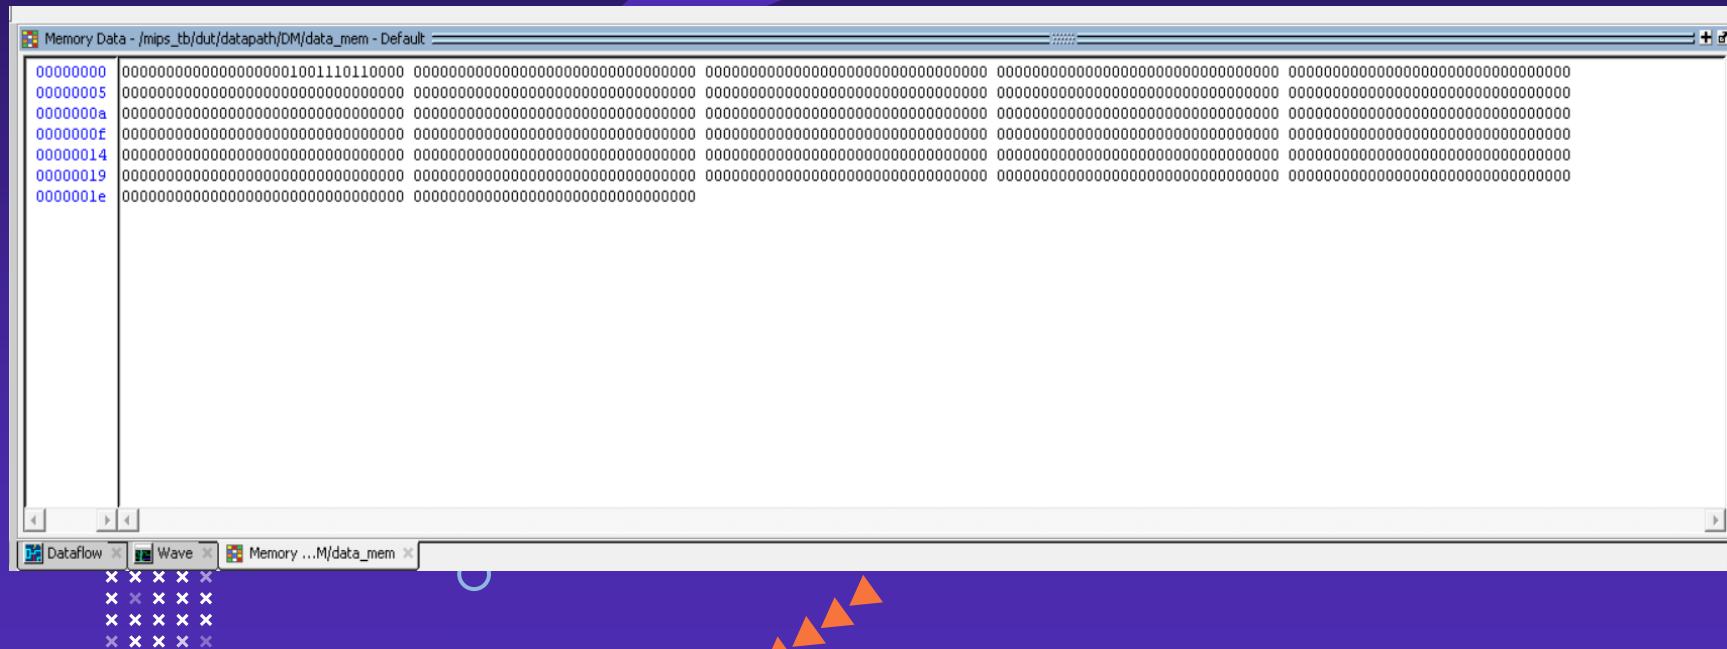 Memory Data - /mips_tb/dut/datapath/DM/data_mem - Default
00000000 00000000000000000001001110110000 00000000000000000000000000000000 00000000000000000000000000000000 00000000000000000000000000000000 00000000000000000000000000000000
00000005 00000000000000000000000000000000 00000000000000000000000000000000 00000000000000000000000000000000 00000000000000000000000000000000 00000000000000000000000000000000
0000000a 00000000000000000000000000000000 00000000000000000000000000000000 00000000000000000000000000000000 00000000000000000000000000000000 00000000000000000000000000000000
0000000f 00000000000000000000000000000000 00000000000000000000000000000000 00000000000000000000000000000000 00000000000000000000000000000000 00000000000000000000000000000000
00000014 00000000000000000000000000000000 00000000000000000000000000000000 00000000000000000000000000000000 00000000000000000000000000000000 00000000000000000000000000000000
00000019 00000000000000000000000000000000 00000000000000000000000000000000 00000000000000000000000000000000 00000000000000000000000000000000 00000000000000000000000000000000
0000001e 00000000000000000000000000000000 00000000000000000000000000000000
Dataflow Wave Memory ...M/data_mem